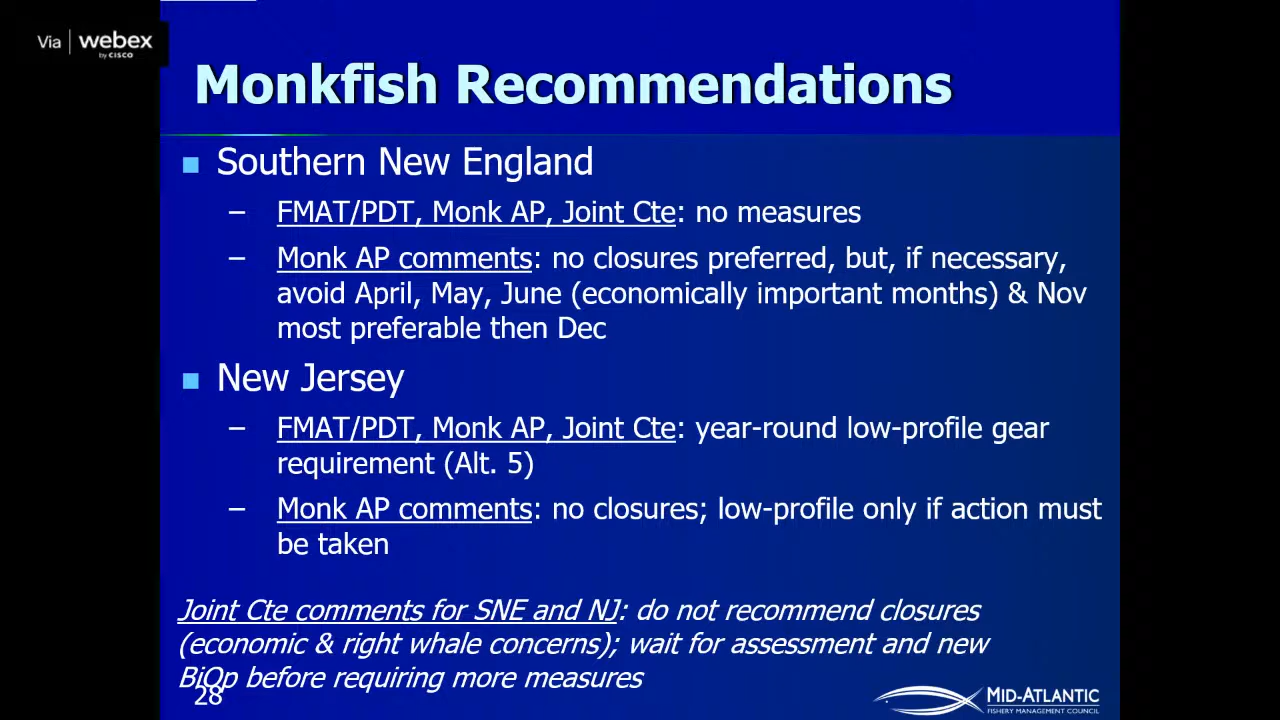 Via | webex
by CISCO
Monkfish Recommendations
Southern New England
– FMAT/PDT, Monk AP, Joint Cte: no measures
– Monk AP comments: no closures preferred, but, if necessary,
avoid April, May, June (economically important months) & Nov
most preferable then Dec
New Jersey
– FMAT/PDT, Monk AP, Joint Cte: year-round low-profile gear
requirement (Alt. 5)
– Monk AP comments: no closures; low-profile only if action must
be taken
Joint Cte comments for SNE and NJ: do not recommend closures
(economic & right whale concerns); wait for assessment and new
BiOp before requiring more measures
28
MID-ATLANTIC
FISHERY MANAGEMENT COUNCIL